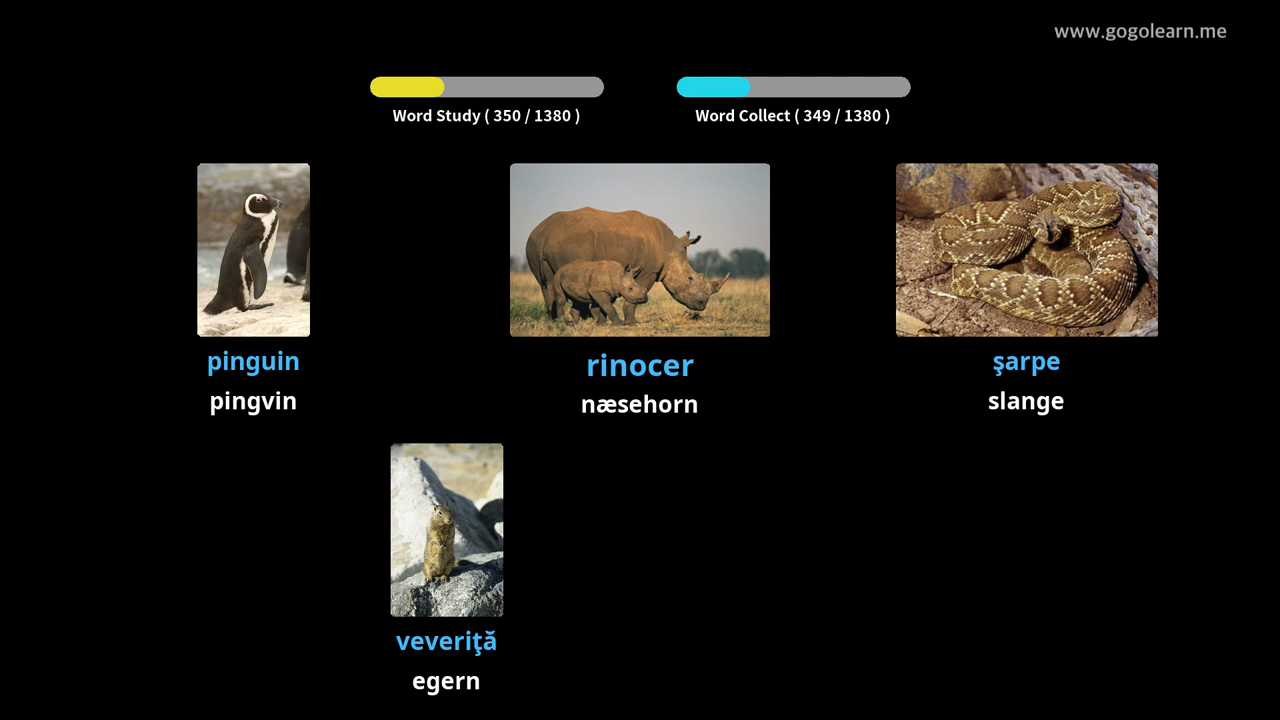 www.gogolearn.me
Word Study ( 350 / 1380 )
Word Collect ( 349 / 1380 )
pinguin
rinocer
şarpe
pingvin
næsehorn
slange
veveriţă
egern